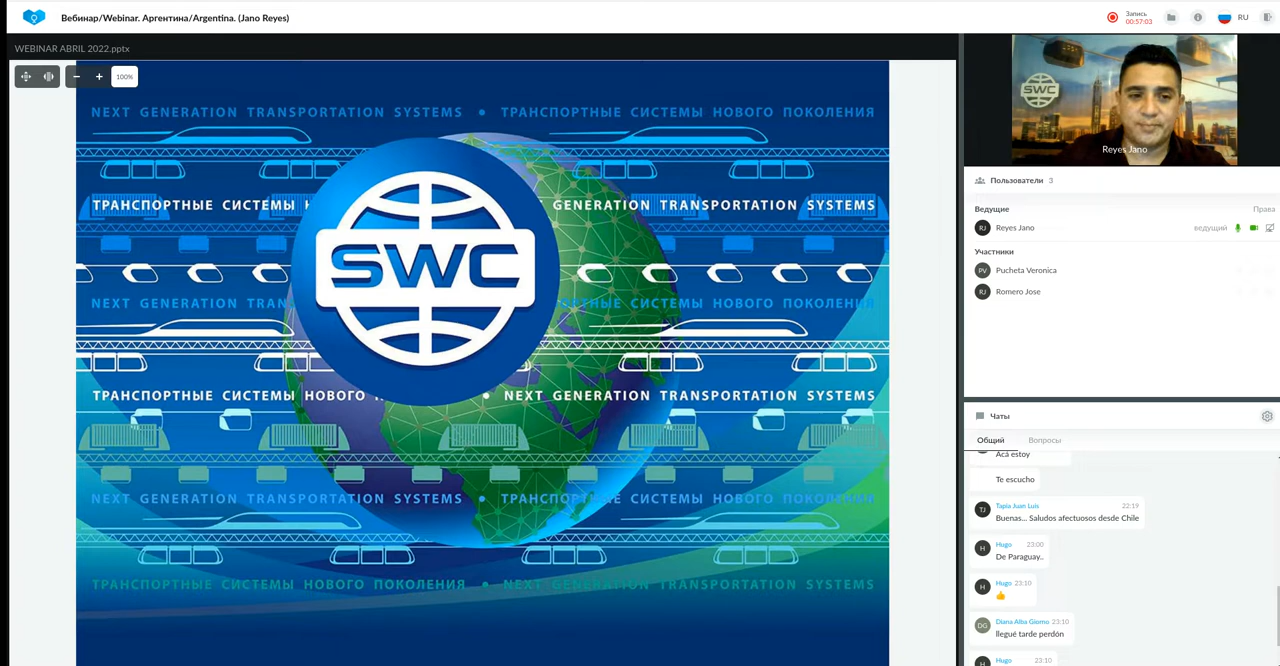 Вебинар/Webinar. Аргентина/Argentina. (Jano Reyes)
Запись
00:57:03
RU
WEBINAR ABRIL 2022.pptx
100%
NEXT GENERATION TRANSPORTATION SYSTEMS • ТРАНСПОРТНЫЕ СИСТЕМЫ НОВОГО ПОКОЛЕНИЯ
ТРАНСПОРТНЫЕ СИСТЕМЫ GENERATION TRANSPORTATION SYSTEMS
SWC
NEXT GENERATION СИСТЕМЫ НОВОГО ПОКОЛЕНИЯ
ТРАНСПОРТНЫЕ СИСТЕМЫ НОВОГО • NEXT GENERATION TRANSPORTATION SYSTEMS
NEXT GENERATION TRANSPORTATION SYSTEMS • ТРАНСПОРТНЫЕ СИСТЕМЫ НОВОГО ПОКОЛЕНИЯ
ТРАНСПОРТНЫЕ СИСТЕМЫ НОВОГО ПОКОЛЕНИЯ • NEXT GENERATION TRANSPORTATION SYSTEMS
SWC
Reyes Jano
Пользователи 3
Ведущие Права
RJ Reyes Jano ведущий
Участники
PV Pucheta Veronica
RJ Romero Jose
Чаты
Общий Вопросы
Acá estoy
Te escucho
TJ Tapia Juan Luis 22:19
Buenas... Saludos afectuosos desde Chile
H Hugo 23:00
De Paraguay..
H Hugo 23:10
👍
DG Diana Alba Giorno 23:10
llegué tarde perdón
H Hugo 23:10